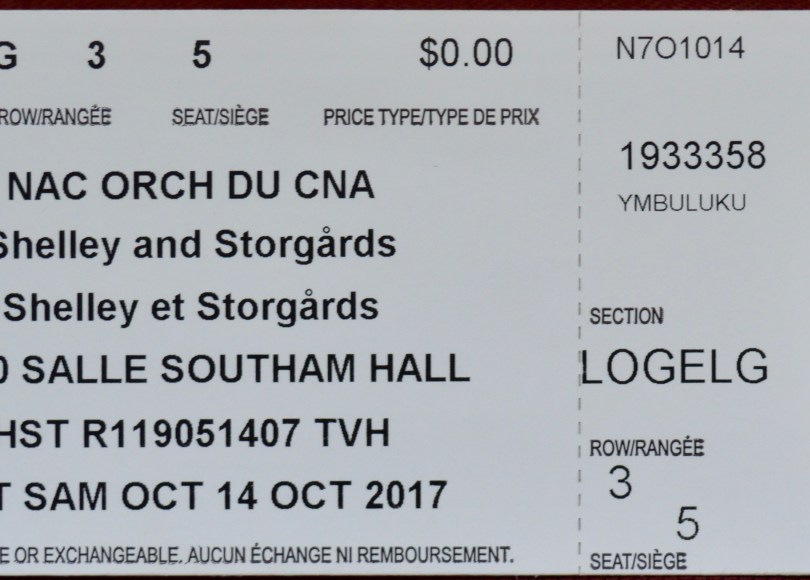 G 3 5 $0.00
ROW/RANGÉE SEAT/SIÈGE PRICE TYPE/TYPE DE PRIX
NAC ORCH DU CNA
Shelley and Storgårds
Shelley et Storgårds
0 SALLE SOUTHAM HALL
HST R119051407 TVH
T SAM OCT 14 OCT 2017
E OR EXCHANGEABLE. AUCUN ÉCHANGE NI REMBOURSEMENT.
N7O1014
1933358
YMBULUKU
SECTION
LOGELG
ROW/RANGÉE
3
5
SEAT/SIÈGE